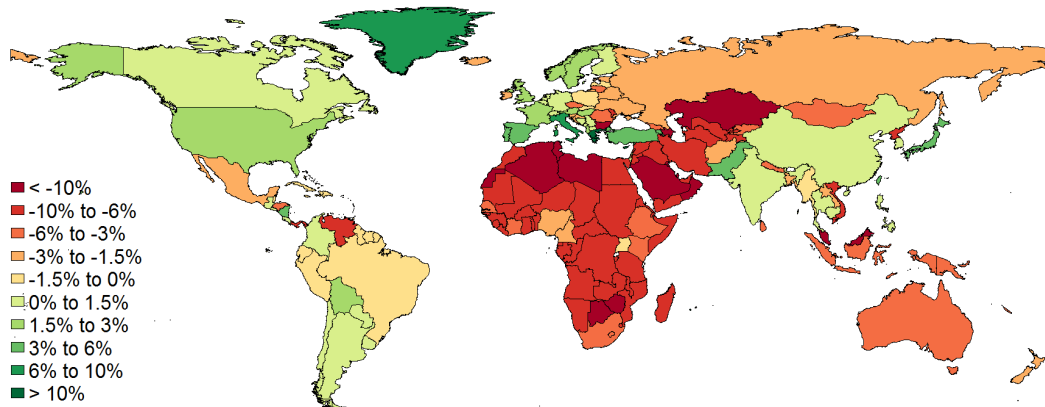 < -10%
-10% to -6%
-6% to -3%
-3% to -1.5%
-1.5% to 0%
0% to 1.5%
1.5% to 3%
3% to 6%
6% to 10%
> 10%